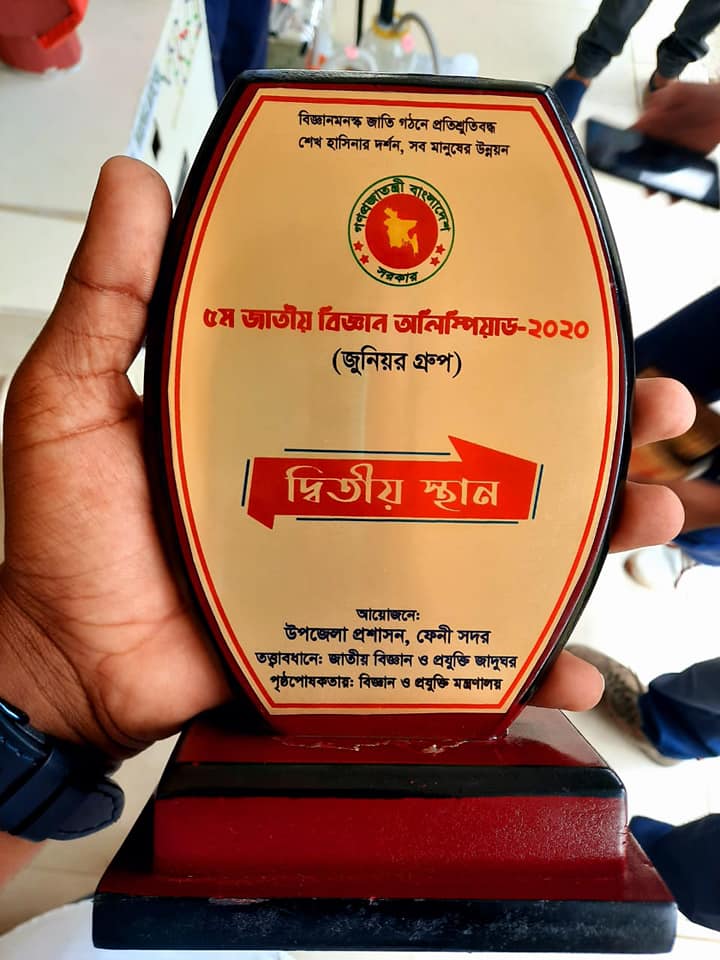 বিজ্ঞানমনস্ক জাতি গঠনে প্রতিশ্রুতিবদ্ধ
শেখ হাসিনার দর্শন, সব মানুষের উন্নয়ন
গণপ্রজাতন্ত্রী বাংলাদেশ
সরকার
৫ম জাতীয় বিজ্ঞান অলিম্পিয়াড-২০২০
(জুনিয়র গ্রুপ)
দ্বিতীয় স্থান
আয়োজনে:
উপজেলা প্রশাসন, ফেনী সদর
তত্ত্বাবধানে: জাতীয় বিজ্ঞান ও প্রযুক্তি জাদুঘর
পৃষ্ঠপোষকতায়: বিজ্ঞান ও প্রযুক্তি মন্ত্রণালয়